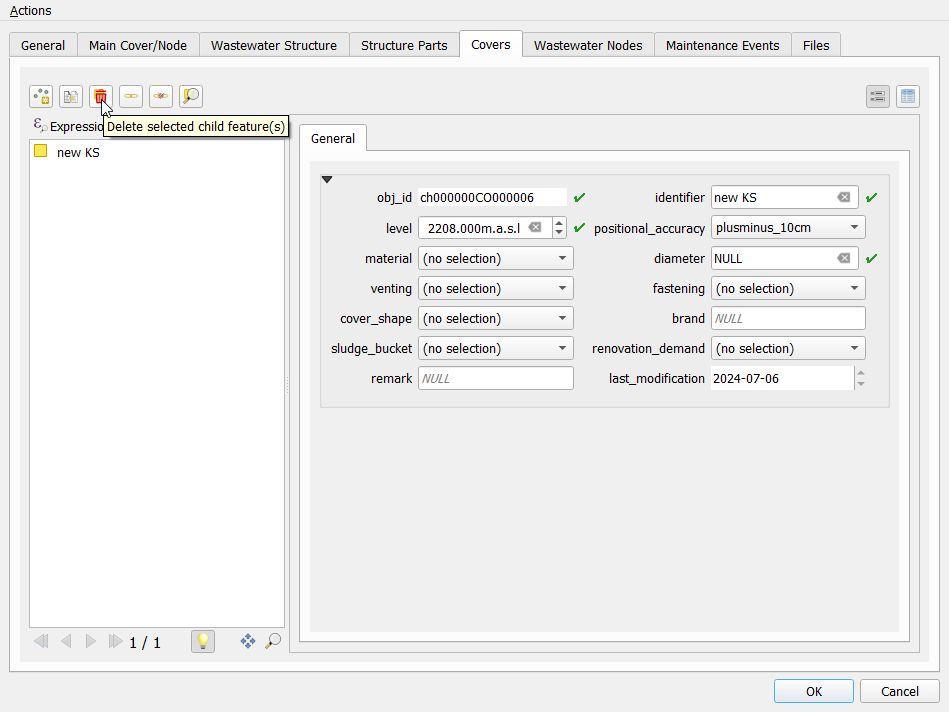 Actions
General Main Cover/Node Wastewater Structure Structure Parts Covers Wastewater Nodes Maintenance Events Files
Expressio
Delete selected child feature(s)
new KS
General
obj_id ch000000CO000006 identifier new KS
level 2208.000m.a.s.l positional_accuracy plusminus_10cm
material (no selection) diameter NULL
venting (no selection) fastening (no selection)
cover_shape (no selection) brand NULL
sludge_bucket (no selection) renovation_demand (no selection)
remark NULL last_modification 2024-07-06
1 / 1
OK Cancel